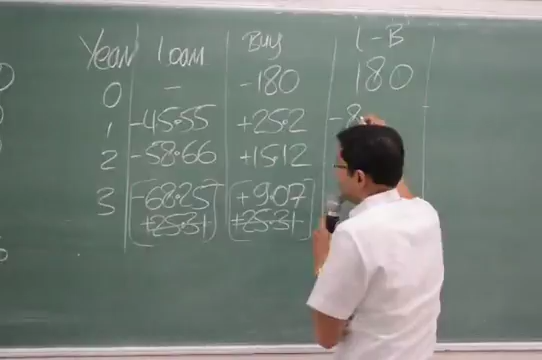 Year Loan Buy L-B
0 - -180 180
1 -45.55 +25.2 -8
2 -58.66 +15.12
3 -68.25 +9.07
+25.31 +25.31